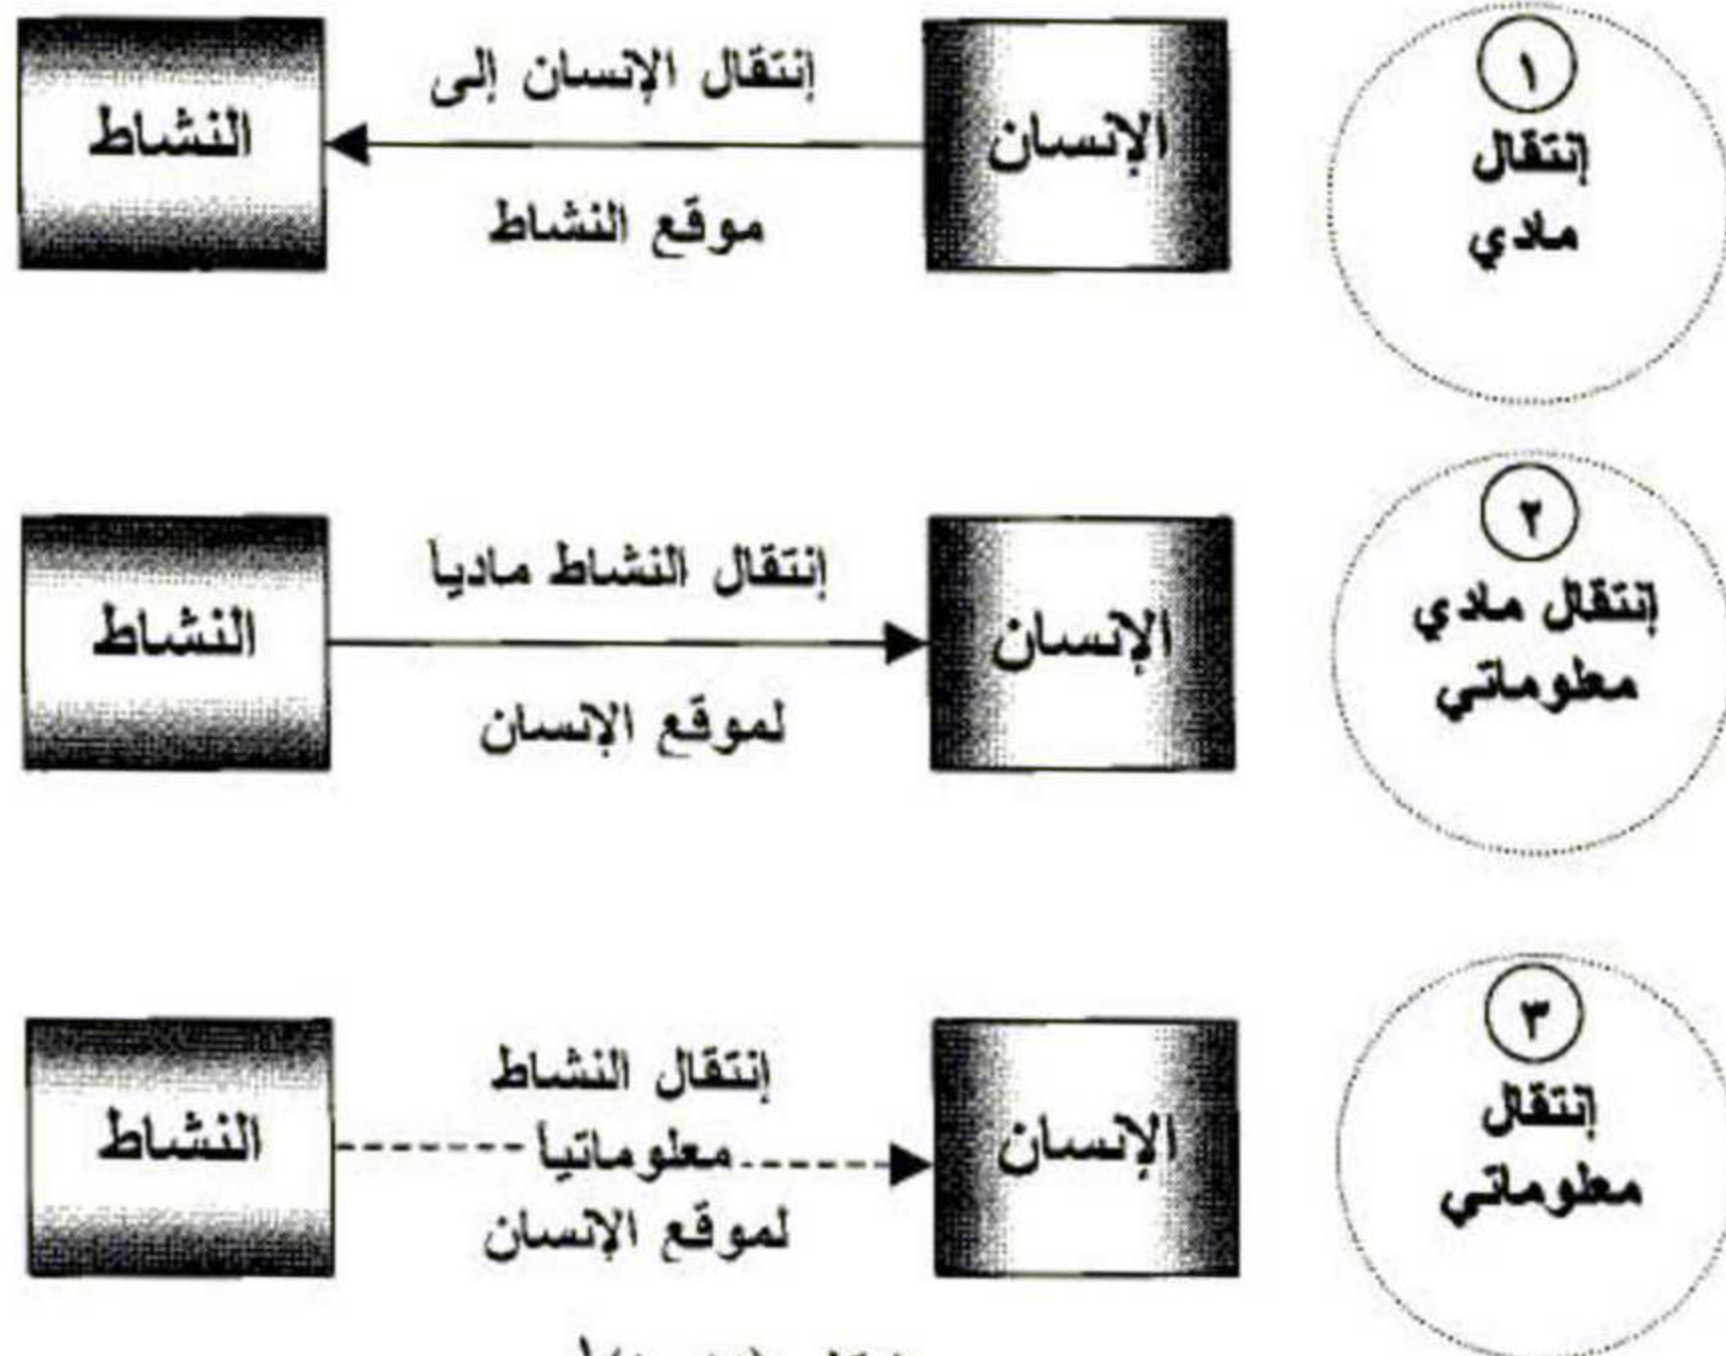 ١
إنتقال
مادي
الإنسان
إنتقال الإنسان إلى
موقع النشاط
النشاط
٢
إنتقال مادي
معلوماتي
الإنسان
إنتقال النشاط مادياً
لموقع الإنسان
النشاط
٣
إنتقال
معلوماتي
الإنسان
إنتقال النشاط
معلوماتياً
لموقع الإنسان
النشاط